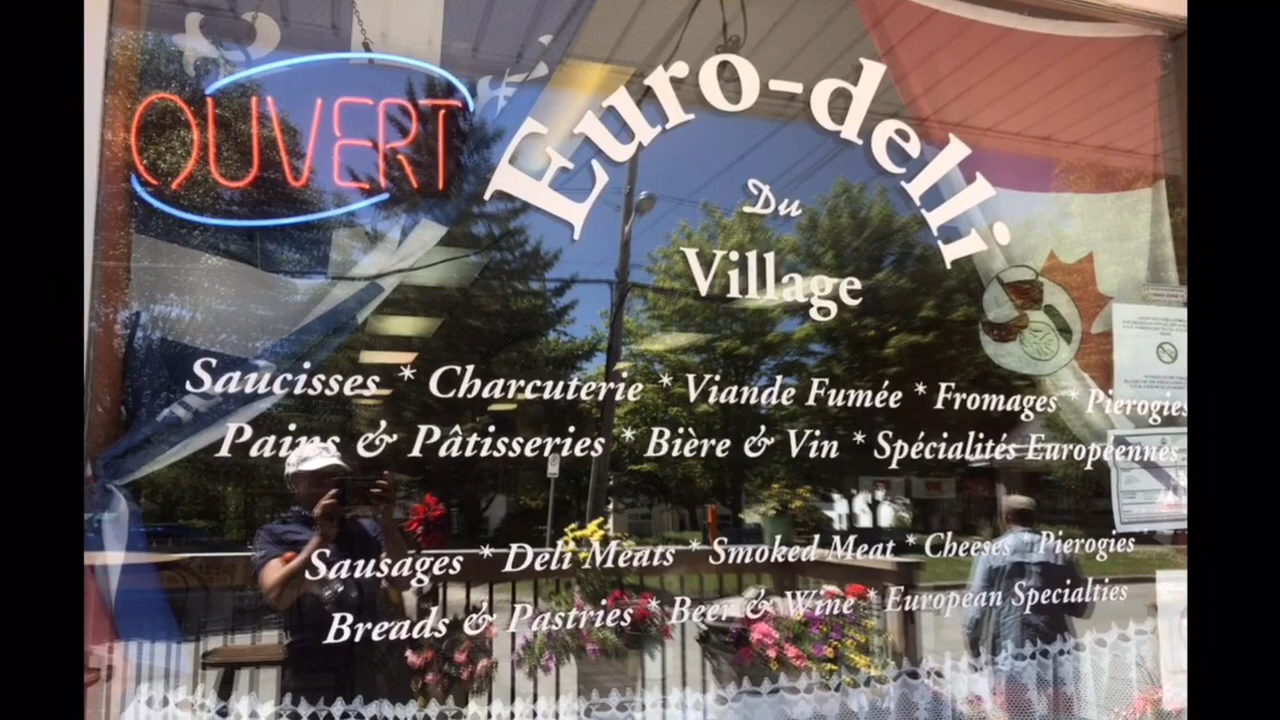 OUVERT
Euro-deli
Du
Village
Saucisses * Charcuterie * Viande Fumée * Fromages * Pierogies
Pains & Pâtisseries * Bière & Vin * Spécialités Européennes
Sausages * Deli Meats * Smoked Meat * Cheeses * Pierogies
Breads & Pastries * Beer & Wine * European Specialties